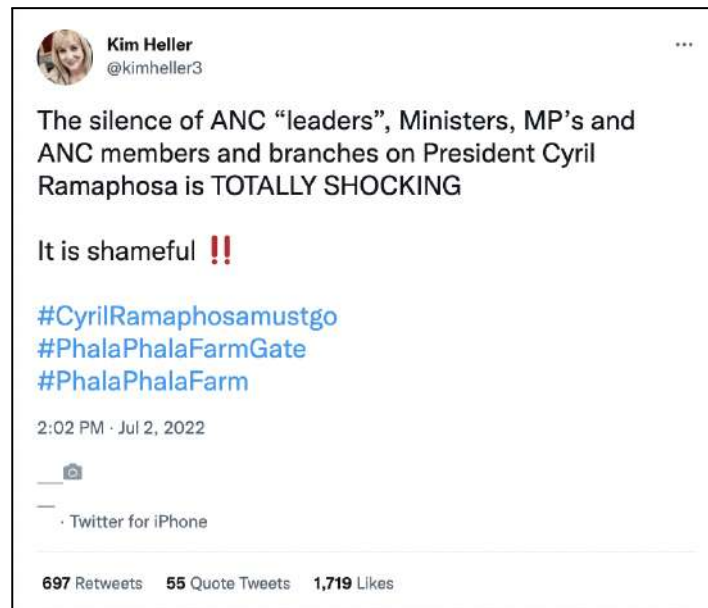 Kim Heller
@kimheller3
The silence of ANC “leaders”, Ministers, MP’s and
ANC members and branches on President Cyril
Ramaphosa is TOTALLY SHOCKING
It is shameful ‼️
#CyrilRamaphosamustgo
#PhalaPhalaFarmGate
#PhalaPhalaFarm
2:02 PM · Jul 2, 2022
· Twitter for iPhone
697 Retweets 55 Quote Tweets 1,719 Likes